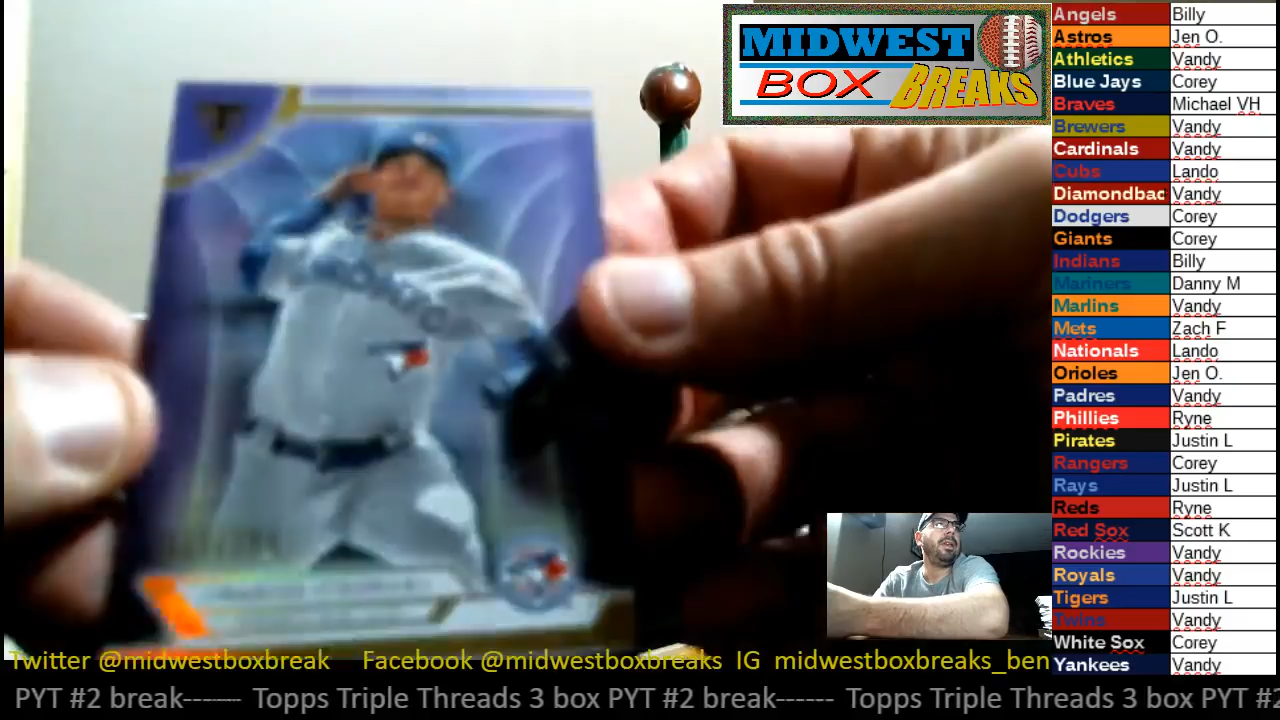 MIDWEST
BOX BREAKS
Angels Billy
Astros Jen O.
Athletics Vandy
Blue Jays Corey
Braves Michael VH
Brewers Vandy
Cardinals Vandy
Cubs Lando
Diamondbac Vandy
Dodgers Corey
Giants Corey
Indians Billy
Mariners Danny M
Marlins Vandy
Mets Zach F
Nationals Lando
Orioles Jen O.
Padres Vandy
Phillies Ryne
Pirates Justin L
Rangers Corey
Rays Justin L
Reds Ryne
Red Sox Scott K
Rockies Vandy
Royals Vandy
Tigers Justin L
Twins Vandy
White Sox Corey
Yankees Vandy
Twitter @midwestboxbreak Facebook @midwestboxbreaks IG midwestboxbreaks_ben
PYT #2 break------- Topps Triple Threads 3 box PYT #2 break------ Topps Triple Threads 3 box PYT #2